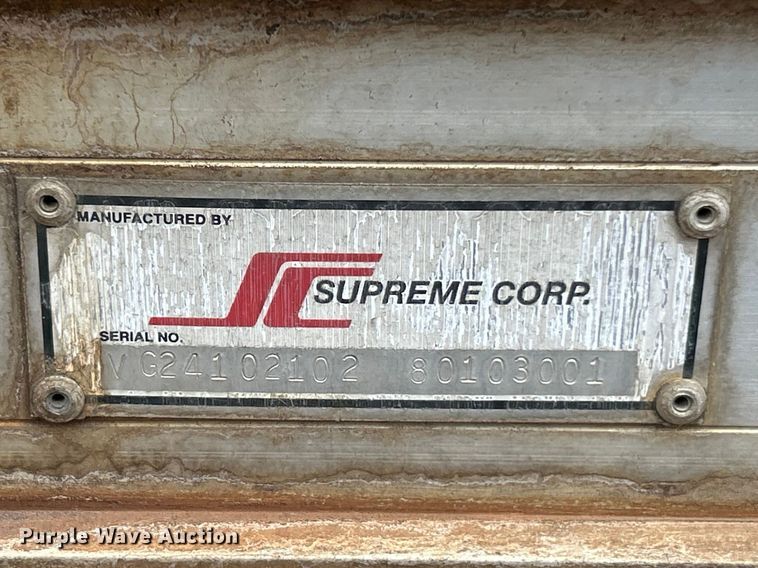 MANUFACTURED BY
SUPREME CORP.
SERIAL NO.
VG24102102 80103001
Purple Wave Auction